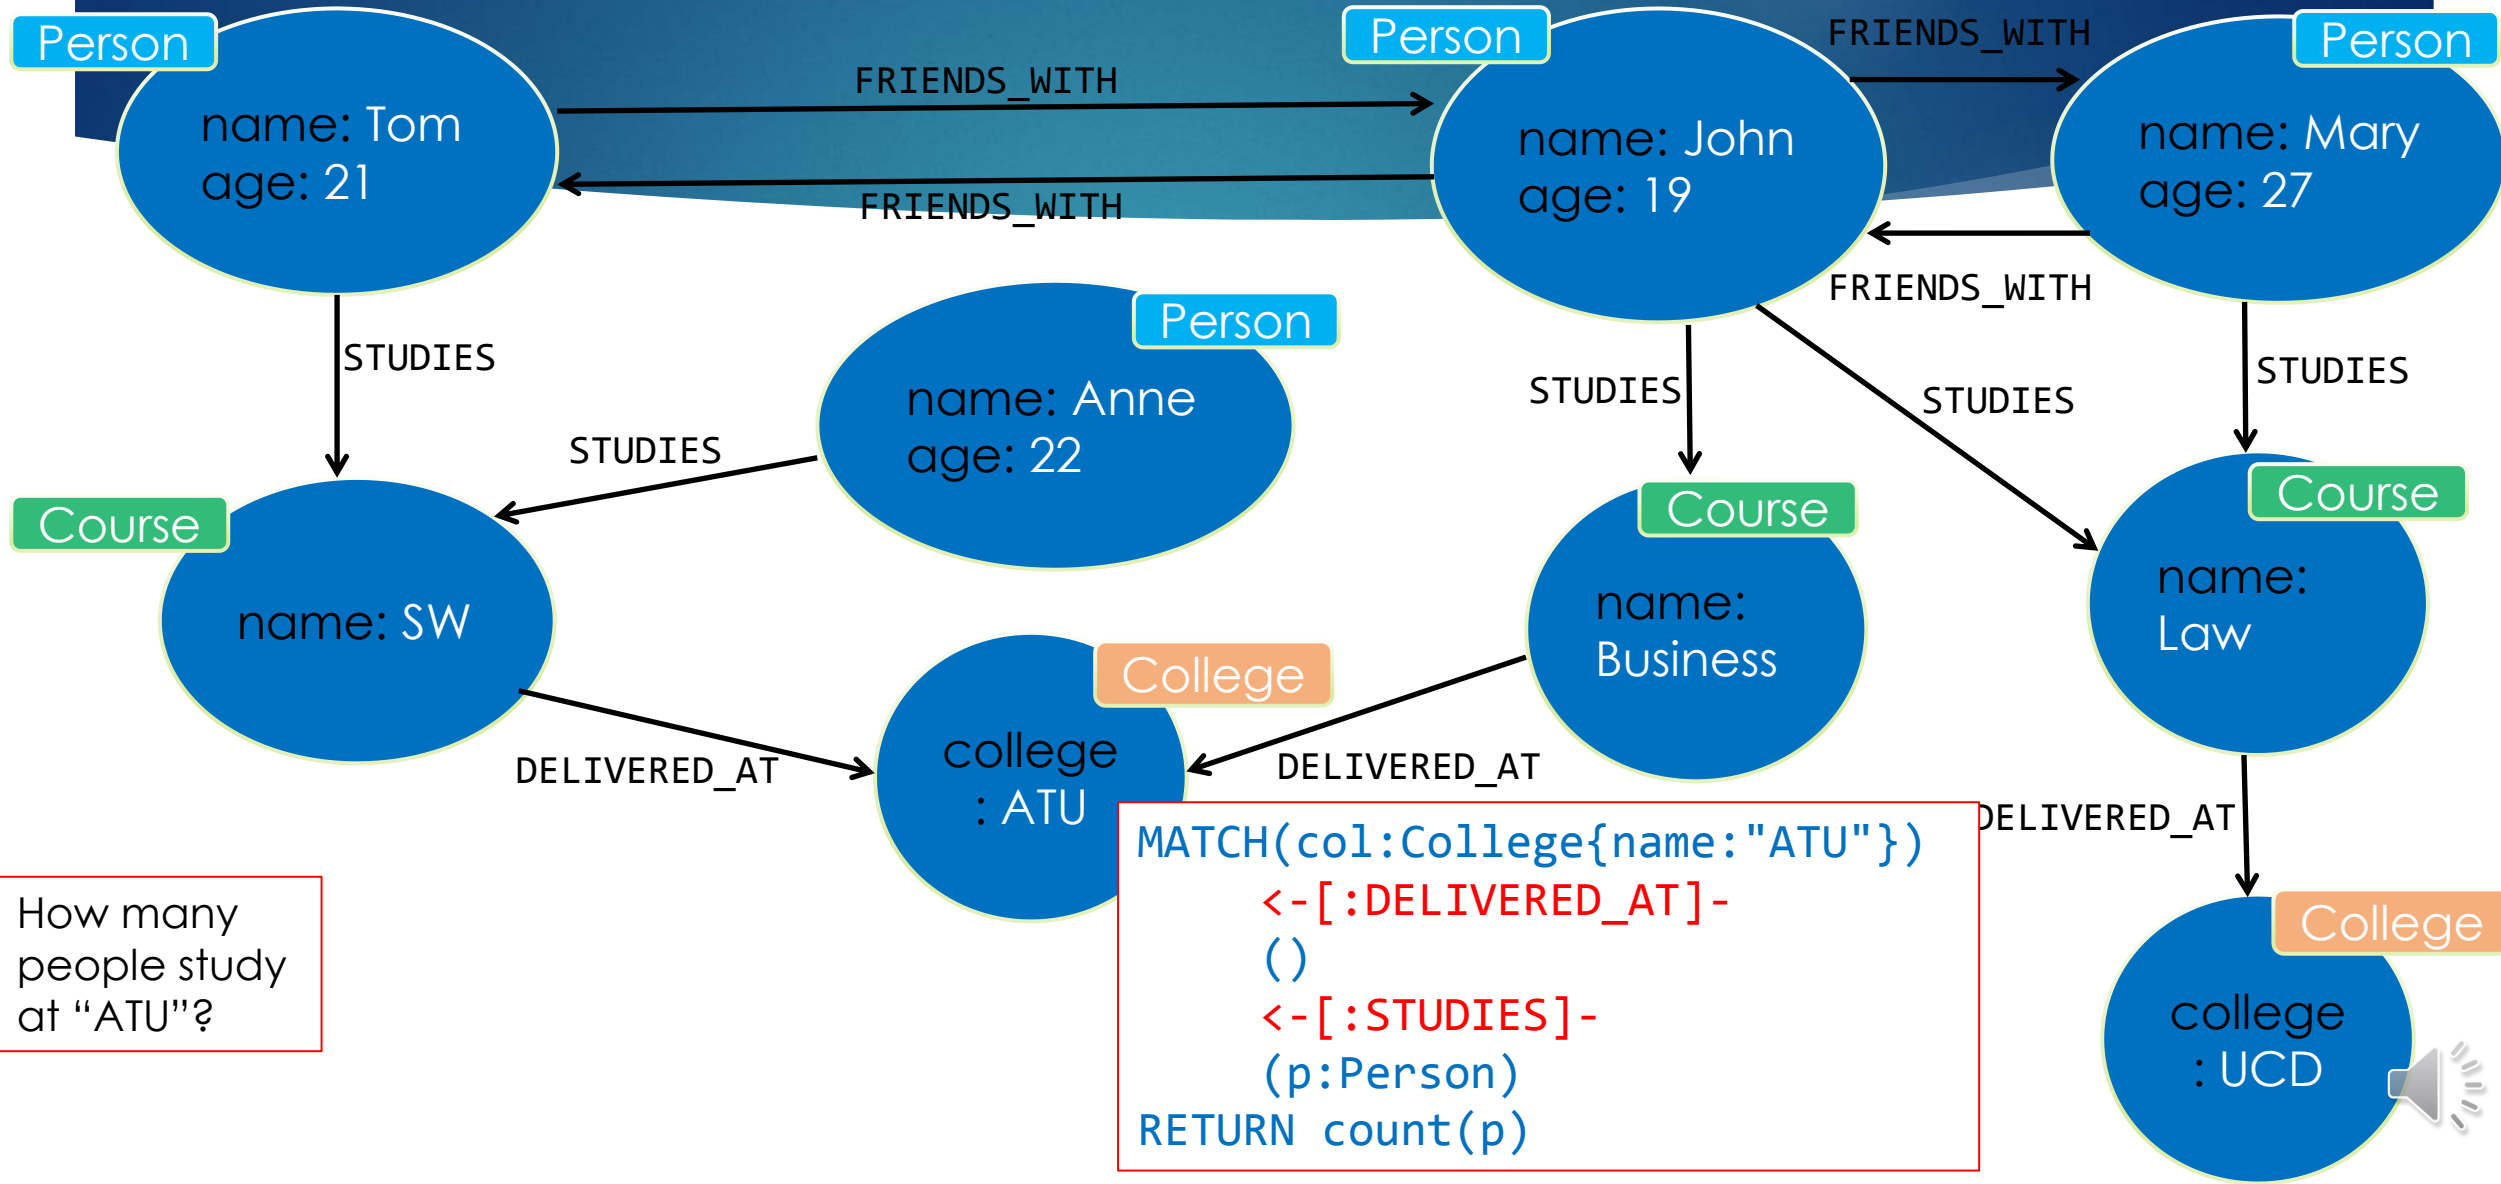 Person
name: Tom
age: 21
FRIENDS_WITH
FRIENDS_WITH
Person
name: John
age: 19
FRIENDS_WITH
FRIENDS_WITH
Person
name: Mary
age: 27
STUDIES
STUDIES
Person
name: Anne
age: 22
STUDIES
STUDIES
STUDIES
Course
name: SW
Course
name:
Business
Course
name:
Law
DELIVERED_AT
College
college
: ATU
DELIVERED_AT
DELIVERED_AT
How many
people study
at “ATU”?
MATCH(col:College{name:"ATU"})
<-[:DELIVERED_AT]-
()
<-[:STUDIES]-
(p:Person)
RETURN count(p)
College
college
: UCD